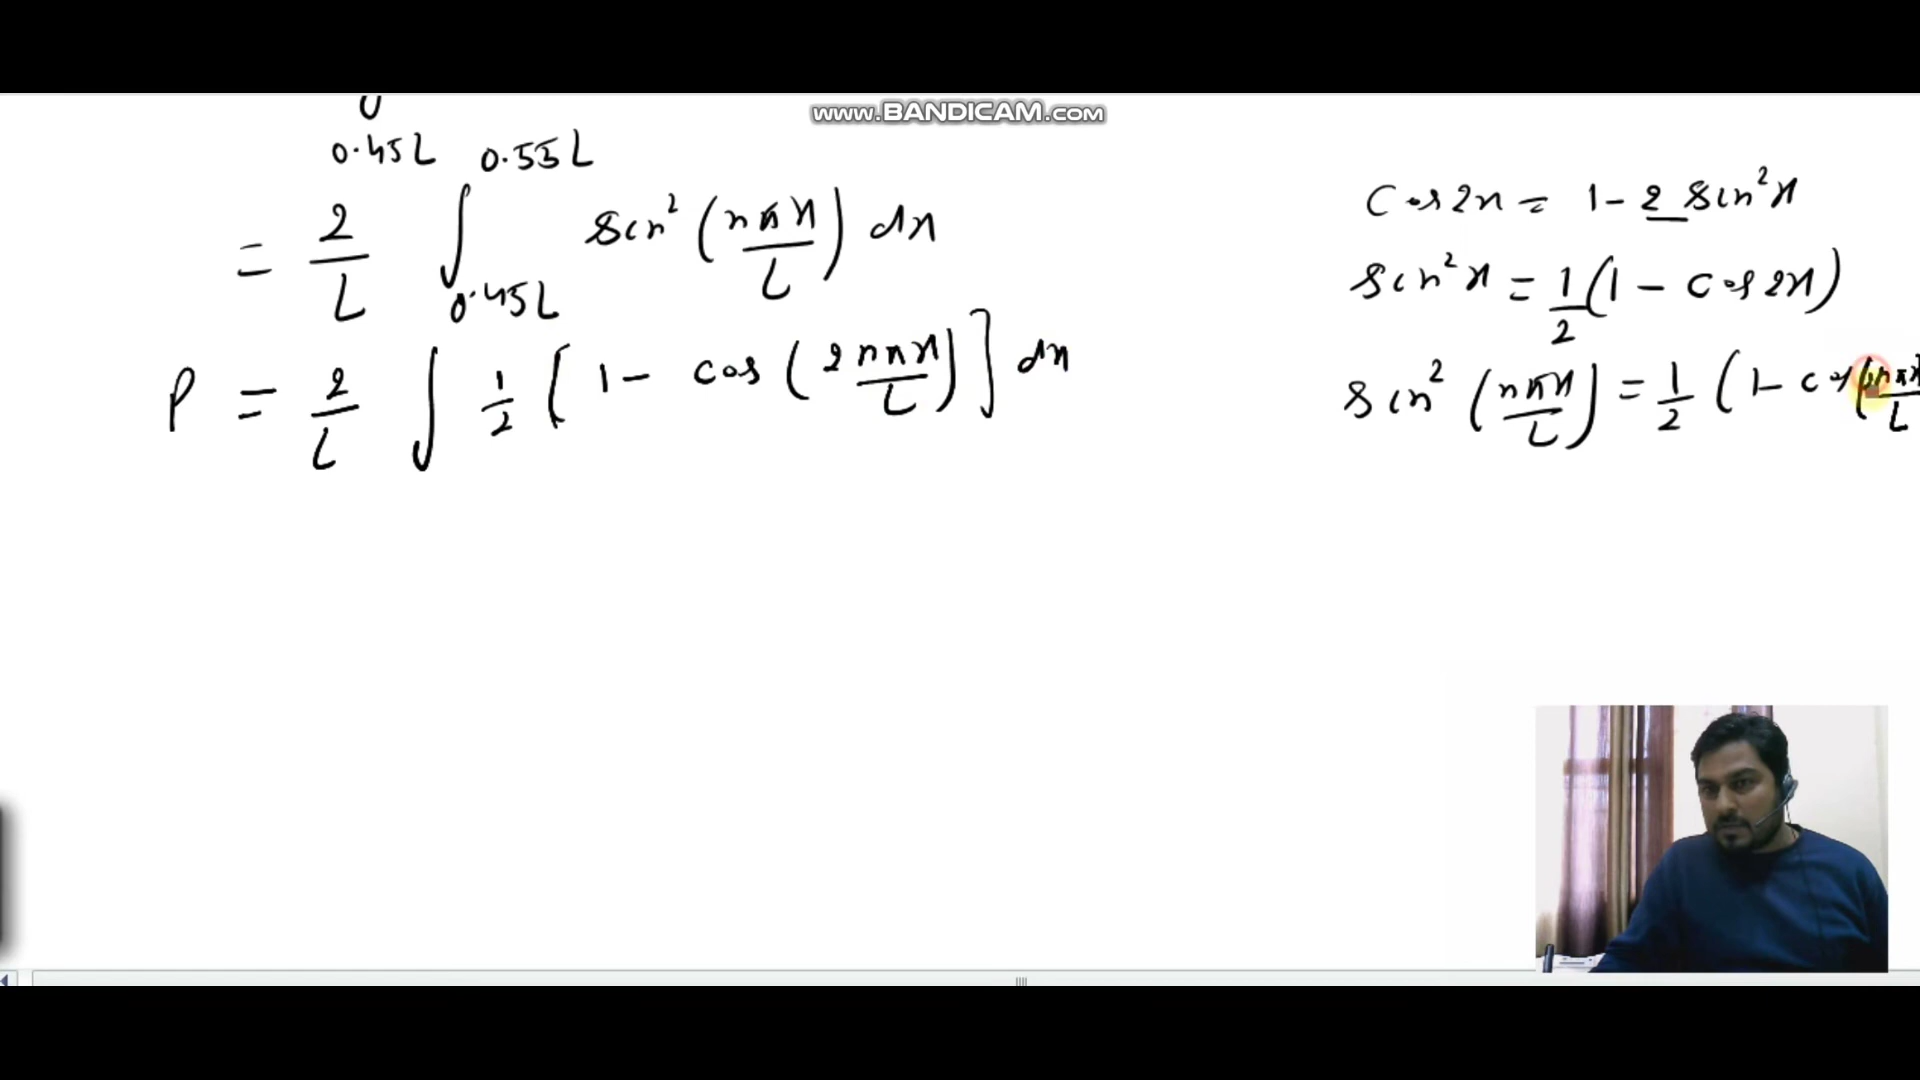 www.BANDICAM.com
0
0.45L 0.55L
= 2/L ∫ sin² (nπx/L) dx
0.45L
P = 2/L ∫ 1/2 [1 - cos (2nπx/L)] dx
Cos2x = 1 - 2 sin²x
sin²x = 1/2 (1 - cos2x)
sin² (nπx/L) = 1/2 (1 - cos(2nπx/L